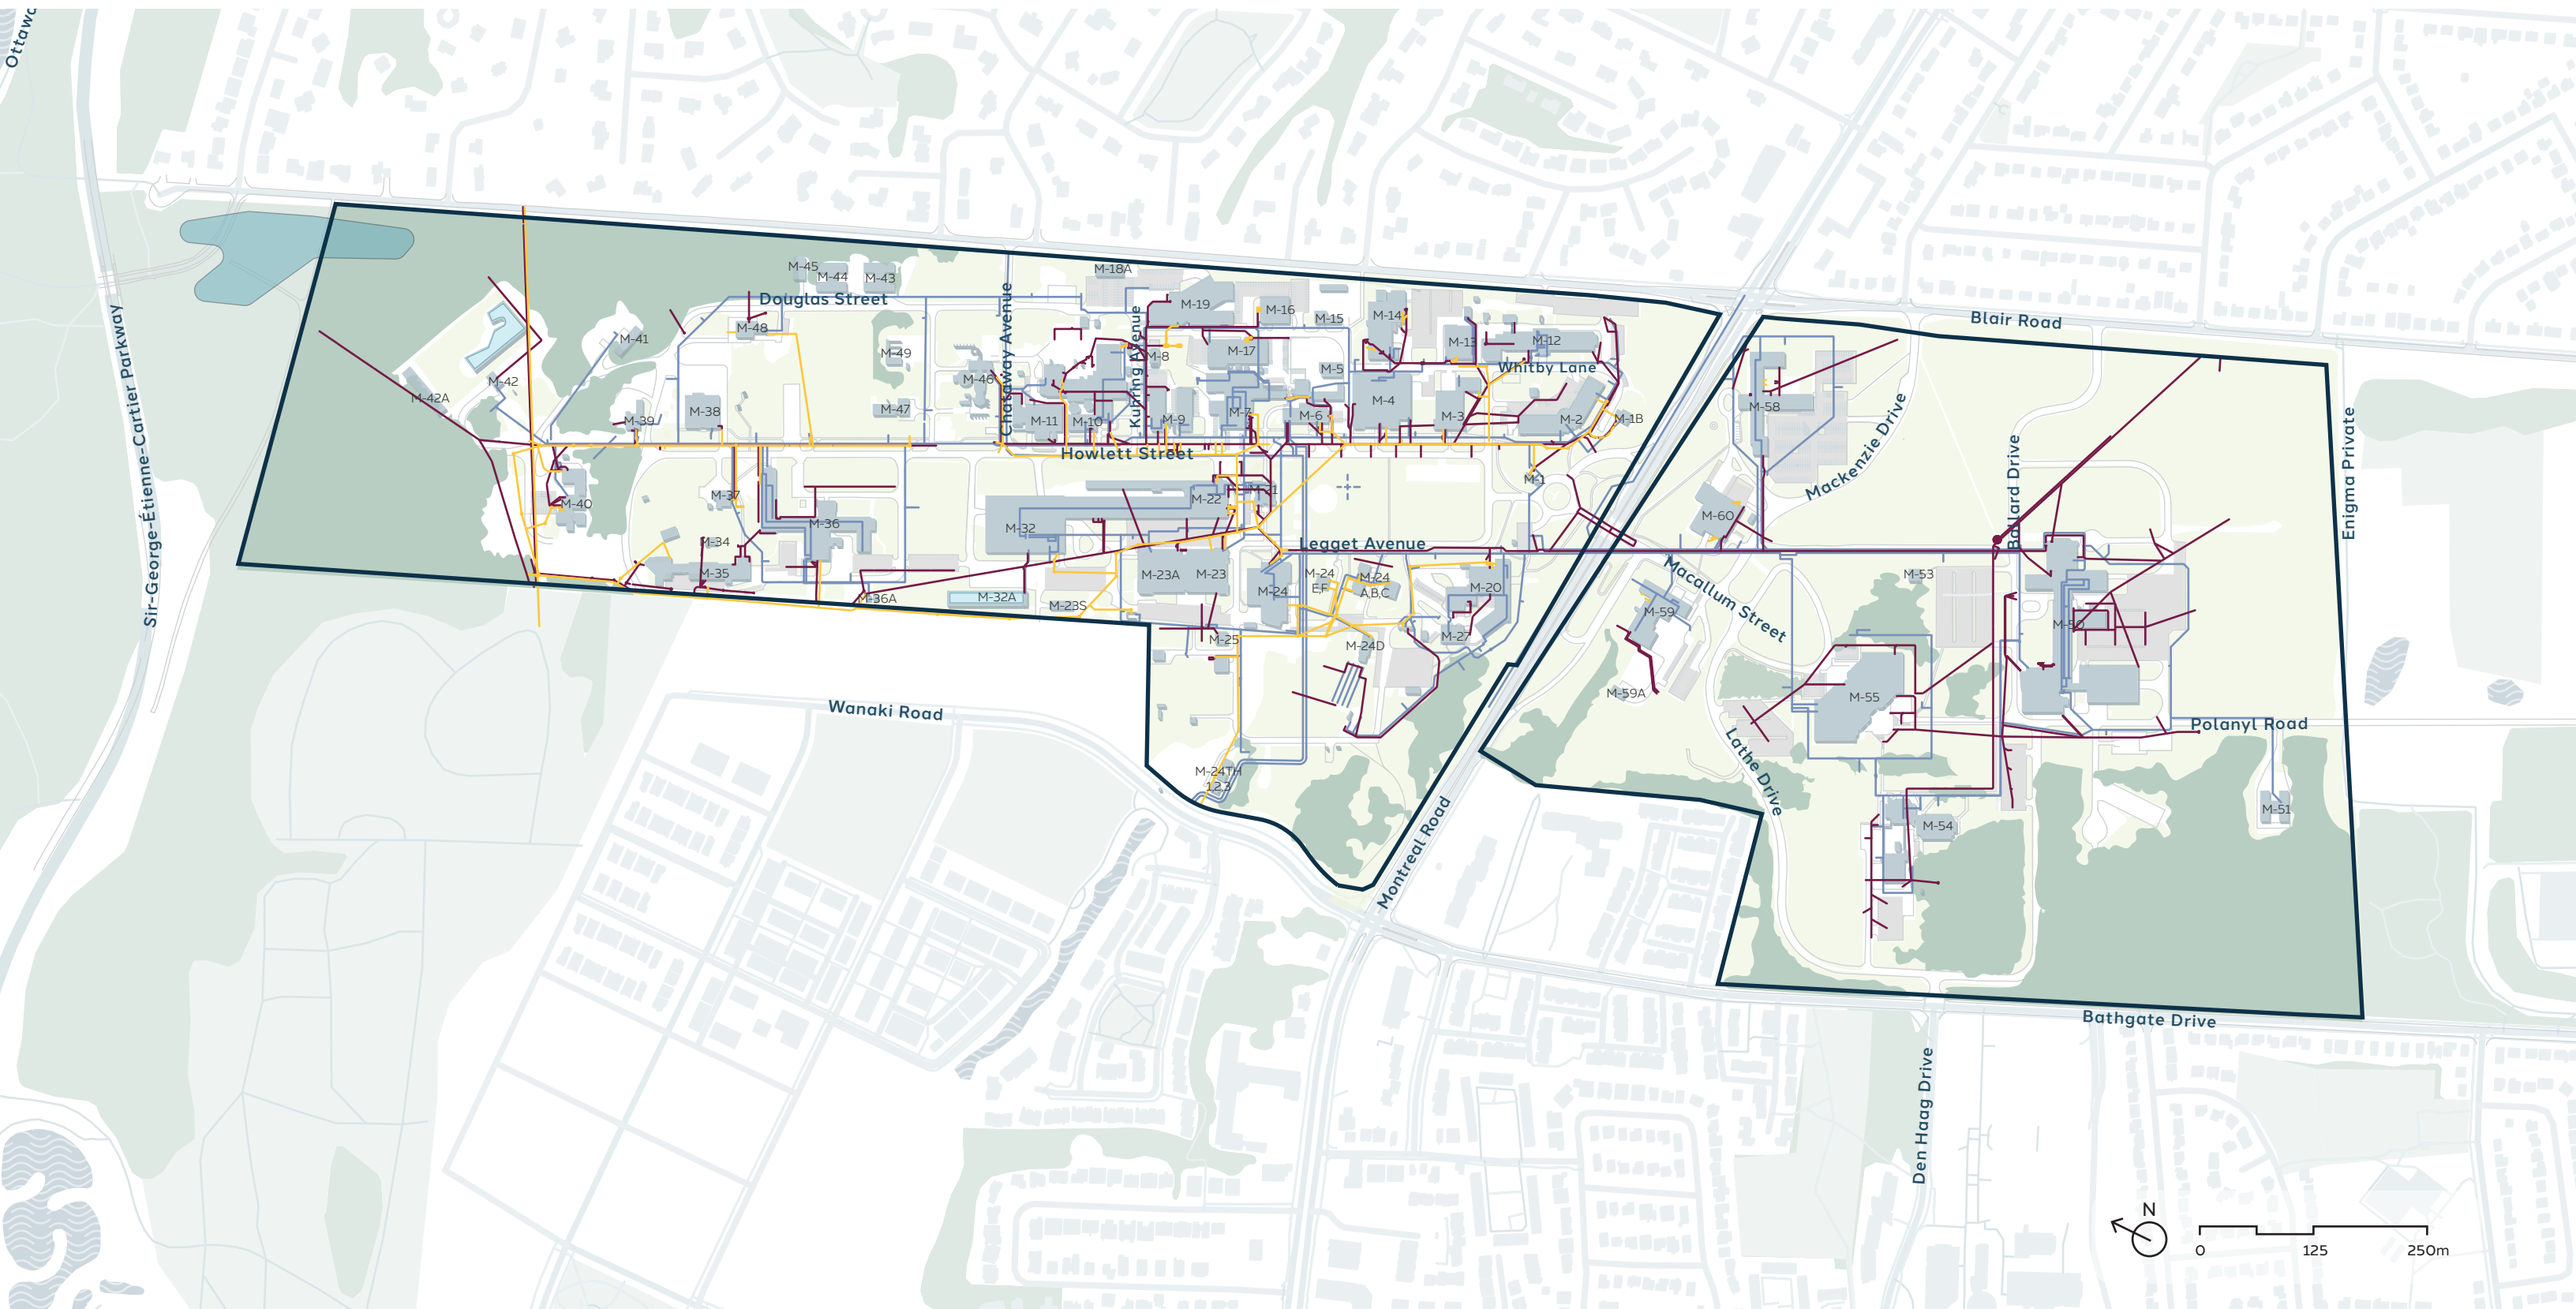 Ottawa
Sir-George-Étienne-Cartier Parkway
Blair Road
M-45
M-44
M-43
M-18A
Douglas Street
M-19
M-16
M-15
M-14
M-48
M-41
M-49
M-8
M-17
M-13
M-12
Chataway Avenue
Kuhring Avenue
Whitby Lane
M-5
M-46
M-42
M-42A
M-38
M-39
M-47
M-11
M-10
M-9
M-7
M-6
M-4
M-3
M-2
M-1B
M-58
Mackenzie Drive
Ballard Drive
Enigma Private
Howlett Street
M-1
M-37
M-40
M-36
M-32
M-22
M-21
M-60
M-34
M-35
Legget Avenue
M-23A
M-23
M-24
M-24
E,F
M-24
A,B,C
M-20
M-53
M-36A
M-32A
M-23S
M-25
M-24D
M-27
M-59
Macallum Street
M-50
M-59A
M-55
Wanaki Road
Polanyl Road
Lathe Drive
M-24TH
1,2,3
M-51
M-54
Montreal Road
Bathgate Drive
Den Haag Drive
N
0
125
250m